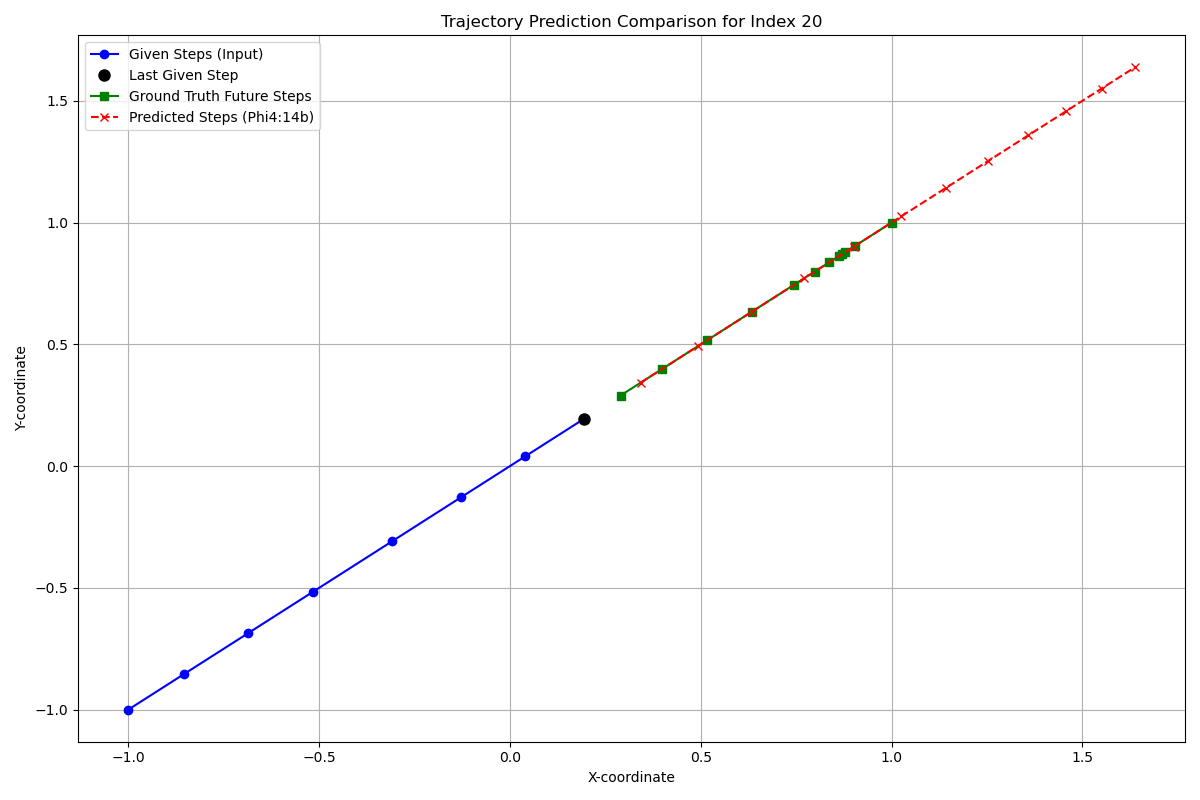 Trajectory Prediction Comparison for Index 20
Given Steps (Input)
Last Given Step
Ground Truth Future Steps
Predicted Steps (Phi4:14b)
Y-coordinate
1.5
1.0
0.5
0.0
−0.5
−1.0
−1.0 −0.5 0.0 0.5 1.0 1.5
X-coordinate